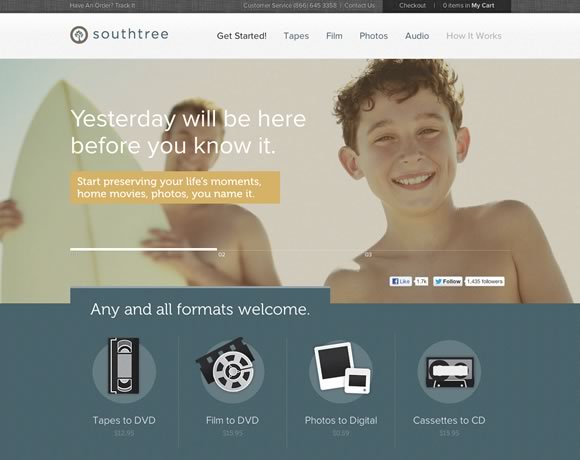 Have An Order? Track It
Customer Service (866) 645 3358 | Contact Us
Checkout | 0 items in My Cart
southtree
Get Started! Tapes Film Photos Audio How It Works
Yesterday will be here
before you know it.
Start preserving your life's moments,
home movies, photos, you name it.
02 03
Like 1.7k Follow 1,435 followers
Any and all formats welcome.
Tapes to DVD Film to DVD Photos to Digital Cassettes to CD
$13.95 $15.95 $0.59 $19.95